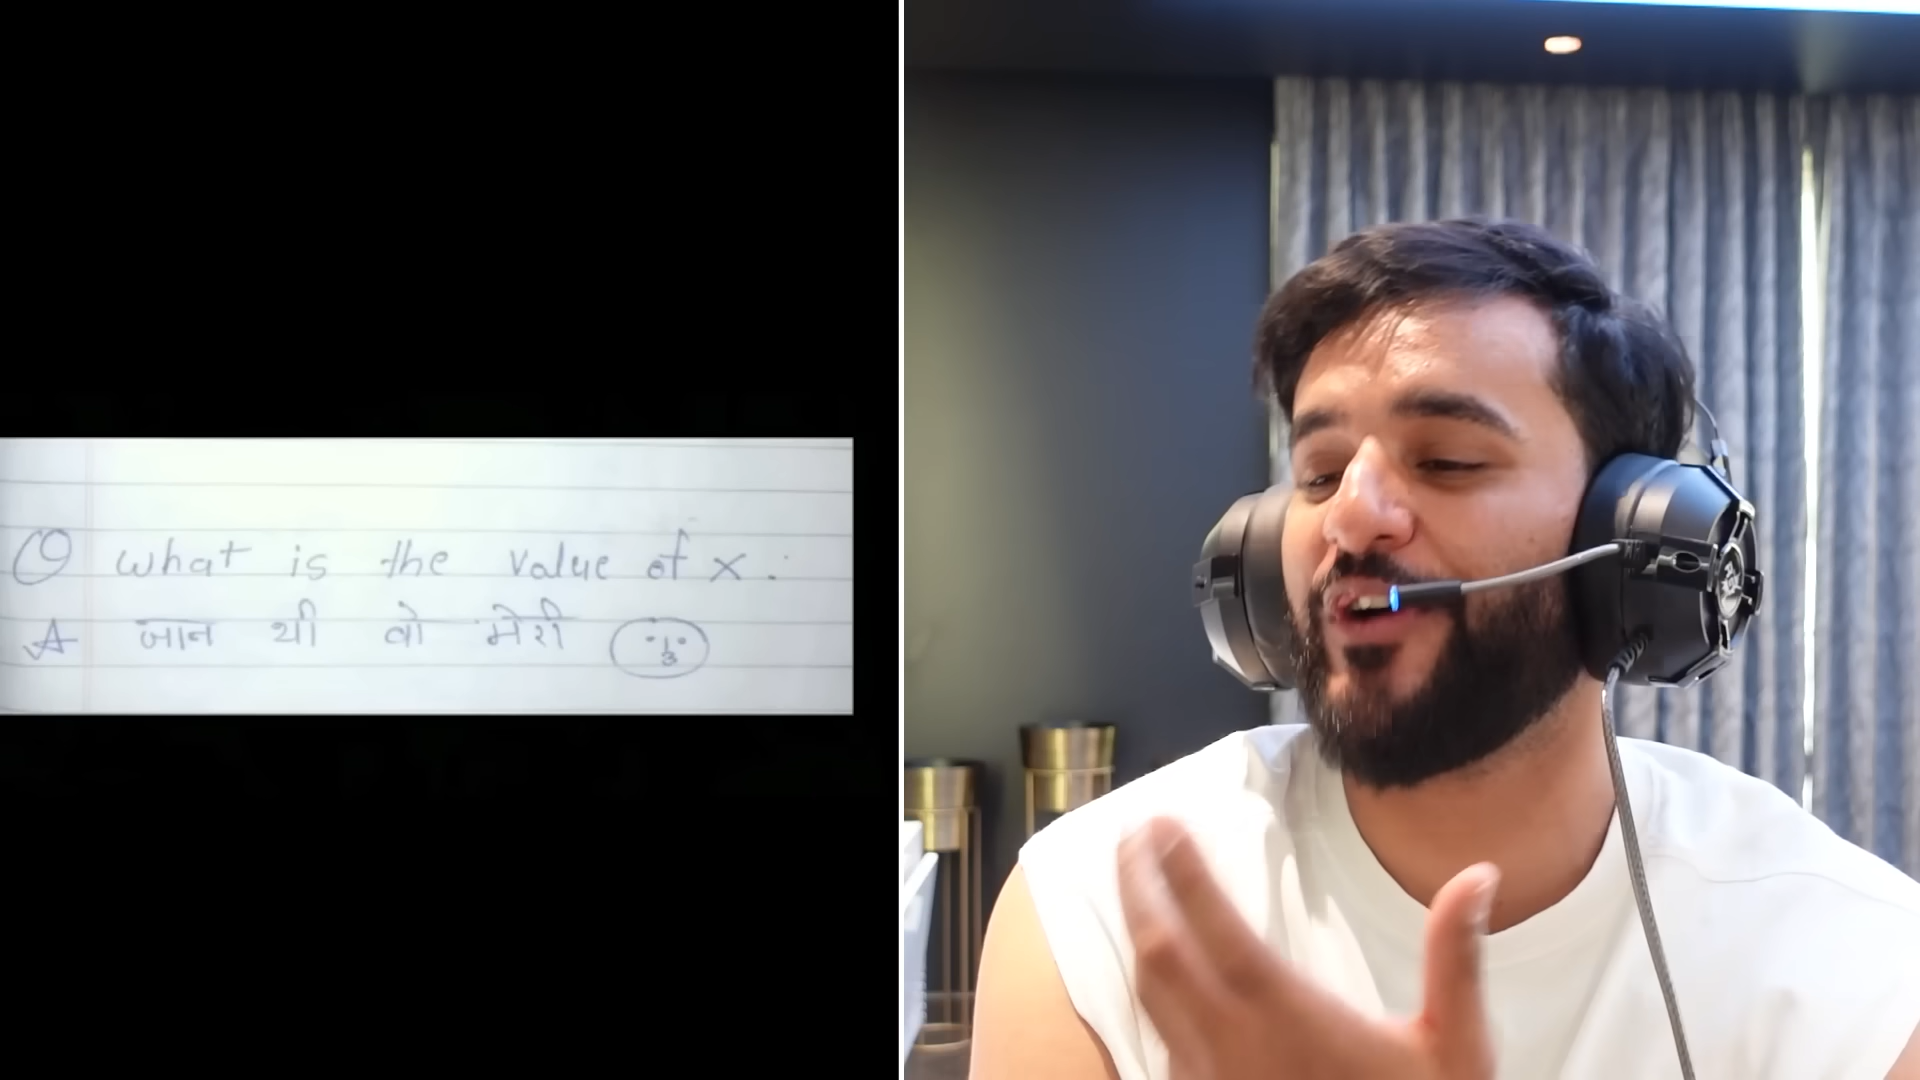 Q what is the value of x :
A जान थी वो मेरी